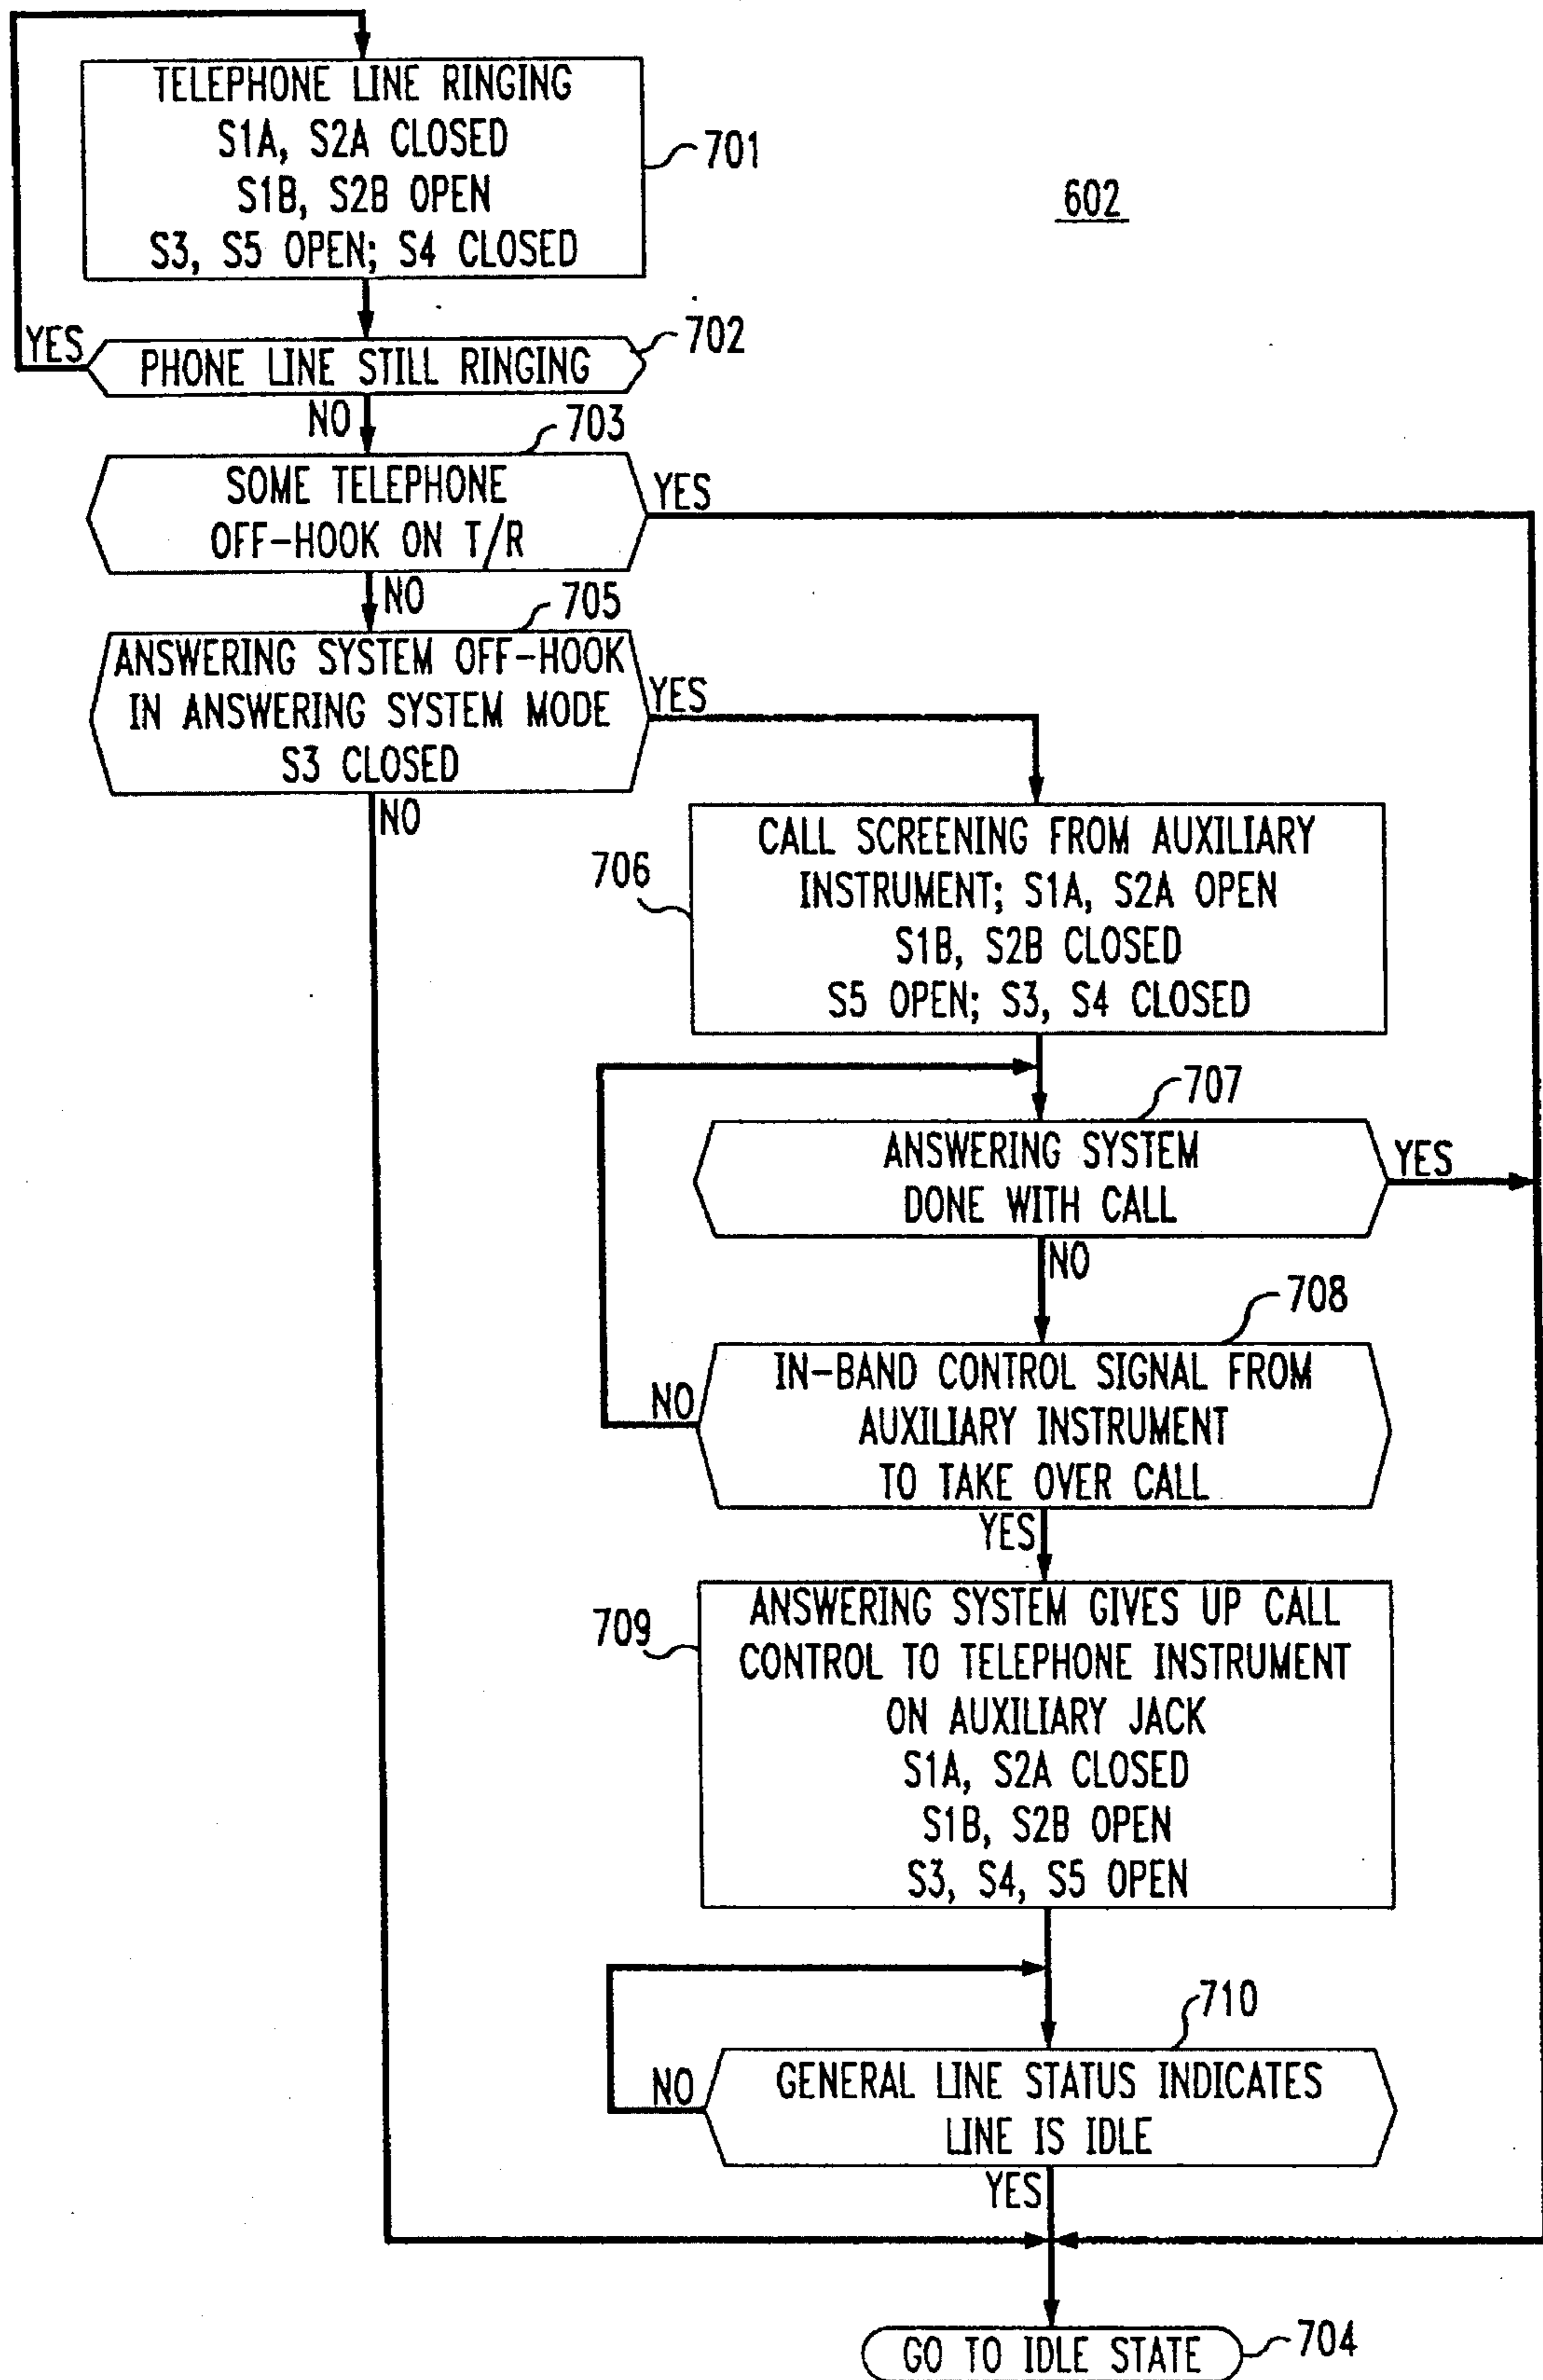 TELEPHONE LINE RINGING
S1A, S2A CLOSED
S1B, S2B OPEN
S3, S5 OPEN; S4 CLOSED
701
602
YES
PHONE LINE STILL RINGING
702
NO
703
SOME TELEPHONE
OFF-HOOK ON T/R
YES
NO
705
ANSWERING SYSTEM OFF-HOOK
IN ANSWERING SYSTEM MODE
S3 CLOSED
YES
NO
706
CALL SCREENING FROM AUXILIARY
INSTRUMENT; S1A, S2A OPEN
S1B, S2B CLOSED
S5 OPEN; S3, S4 CLOSED
707
ANSWERING SYSTEM
DONE WITH CALL
YES
NO
708
IN-BAND CONTROL SIGNAL FROM
AUXILIARY INSTRUMENT
TO TAKE OVER CALL
NO
YES
709
ANSWERING SYSTEM GIVES UP CALL
CONTROL TO TELEPHONE INSTRUMENT
ON AUXILIARY JACK
S1A, S2A CLOSED
S1B, S2B OPEN
S3, S4, S5 OPEN
710
GENERAL LINE STATUS INDICATES
LINE IS IDLE
NO
YES
GO TO IDLE STATE
704